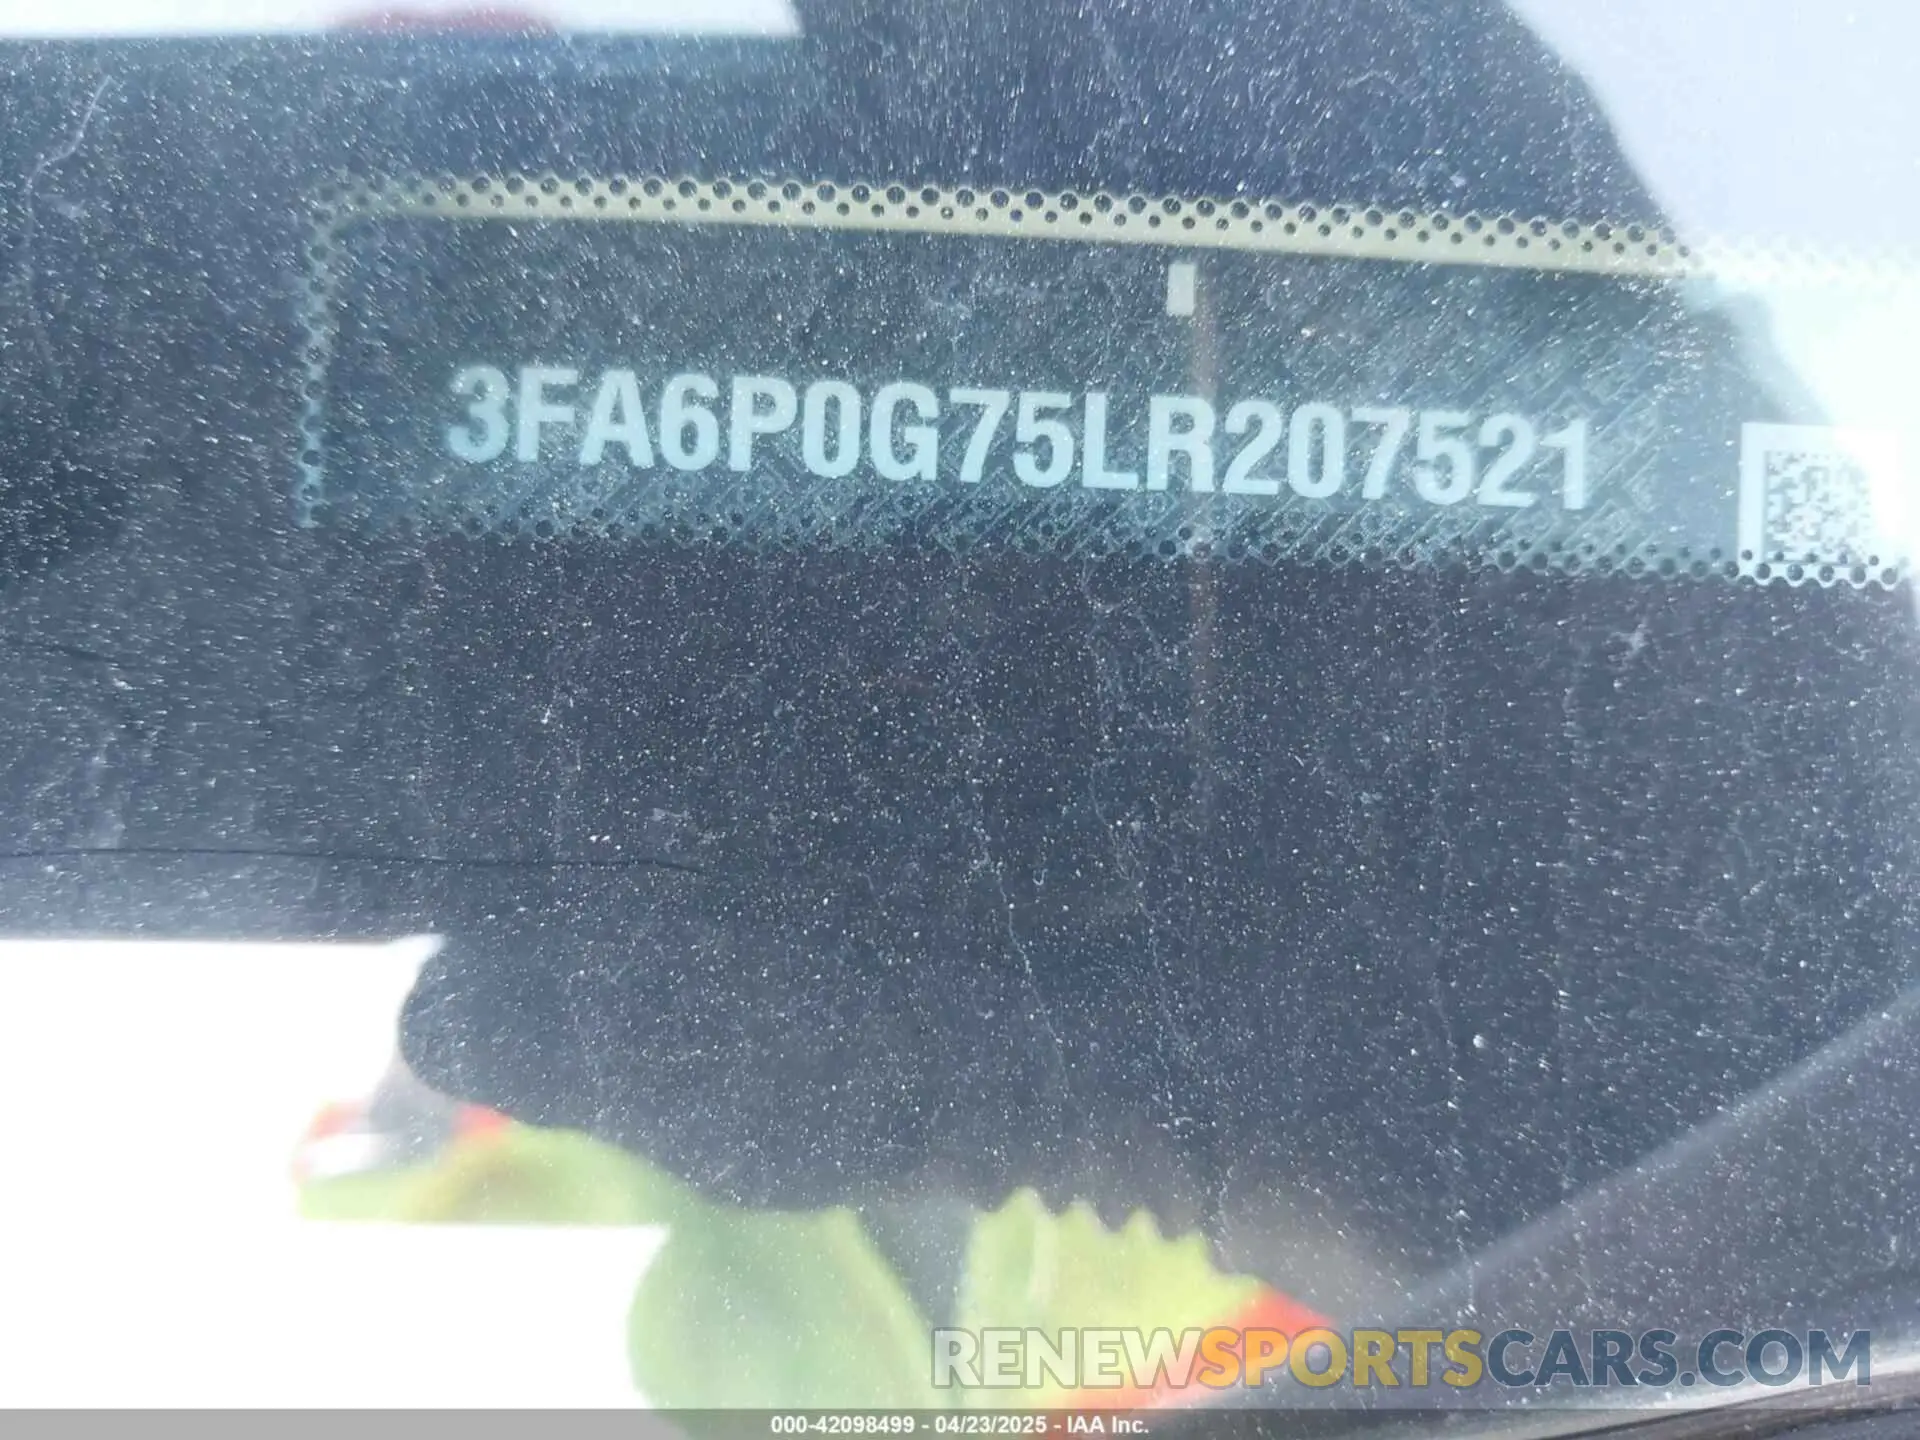 3FA6P0G75LR207521
RENEWSPORTSCARS.COM
000-42098499 - 04/23/2025 - IAA Inc.